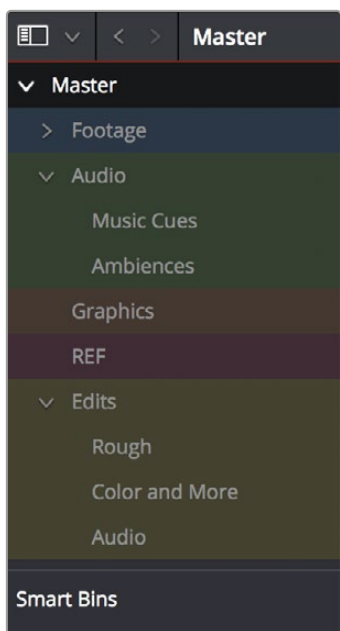 Master
Master
Footage
Audio
Music Cues
Ambiences
Graphics
REF
Edits
Rough
Color and More
Audio
Smart Bins